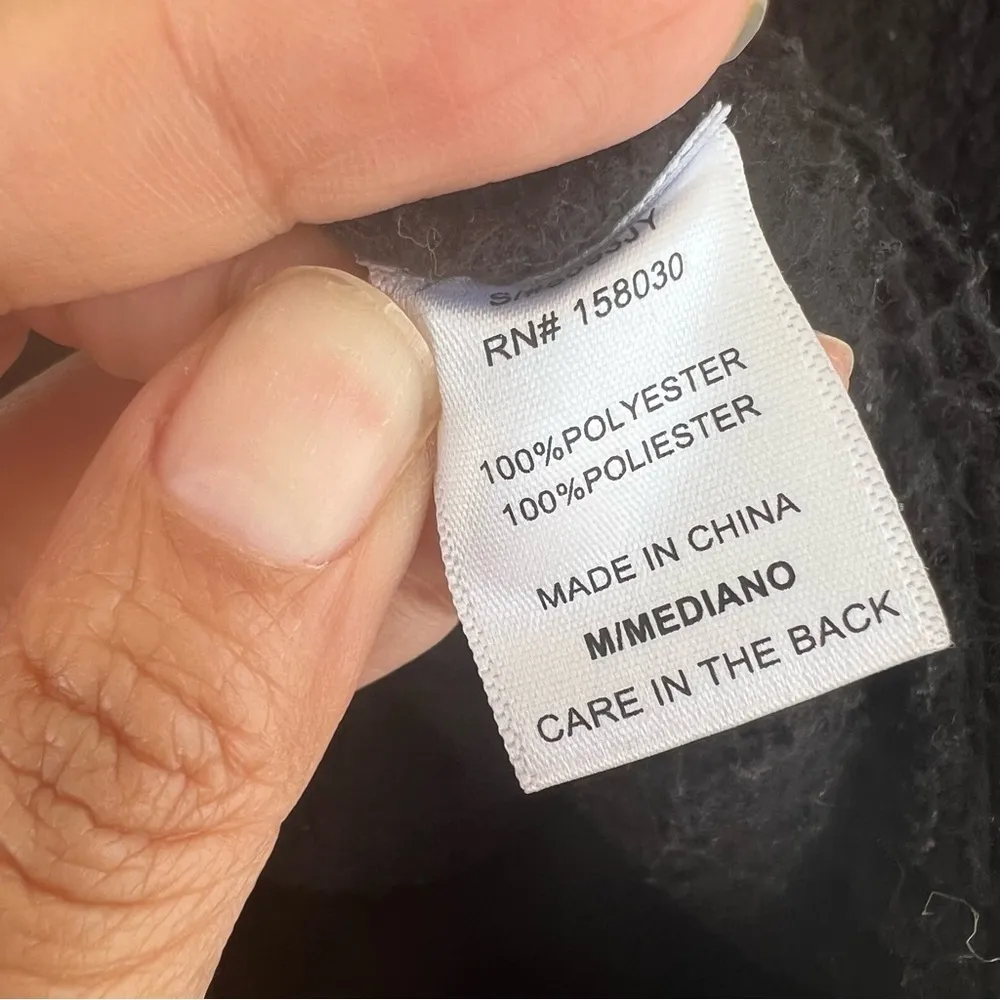 RN# 158030
100%POLYESTER
100%POLIESTER
MADE IN CHINA
M/MEDIANO
CARE IN THE BACK